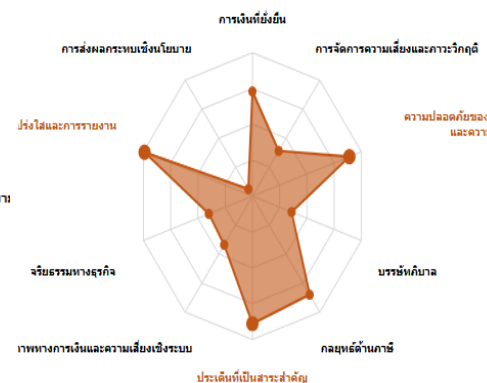 การเงินที่ยั่งยืน
การส่งผลกระทบเชิงนโยบาย
การจัดการความเสี่ยงและภาวะวิกฤติ
ปร่งใสและการรายงาน
ความปลอดภัยของ
และความ
จริยธรรมทางธุรกิจ
บรรษัทภิบาล
าพทางการเงินและความเสี่ยงเชิงระบบ
กลยุทธ์ด้านภาษี
ประเด็นที่เป็นสาระสำคัญ